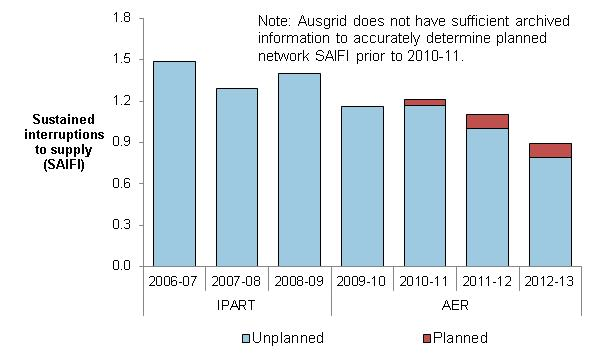 1.8
Note: Ausgrid does not have sufficient archived
information to accurately determine planned
network SAIFI prior to 2010-11.
1.5
1.2
Sustained
interruptions
to supply
(SAIFI)
0.9
0.6
0.3
0.0
2006-07 2007-08 2008-09 2009-10 2010-11 2011-12 2012-13
IPART AER
Unplanned Planned